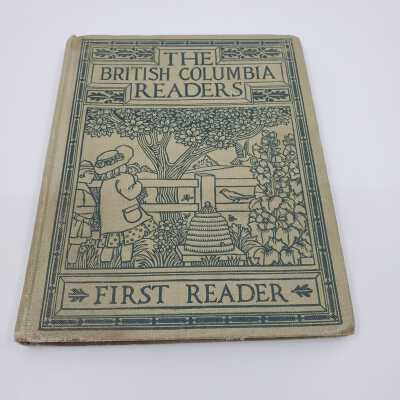 THE
BRITISH COLUMBIA
READERS
FIRST READER